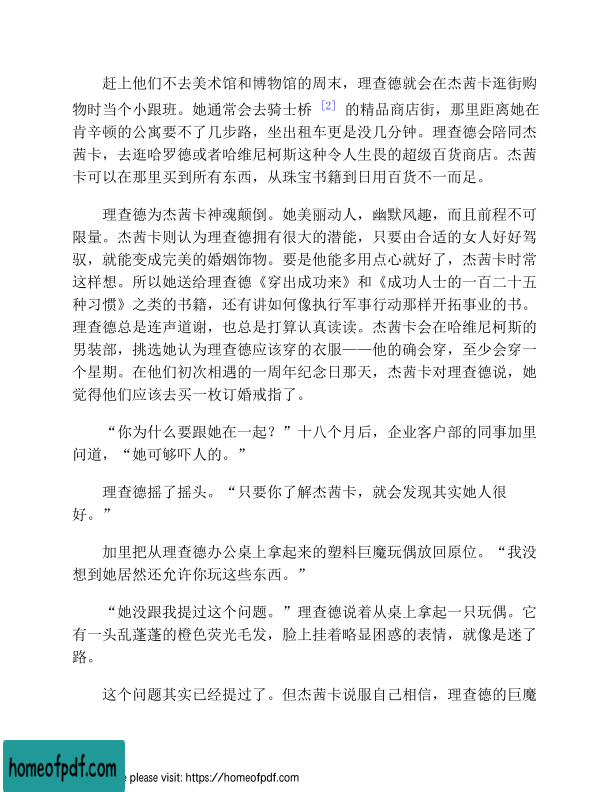 赶上他们不去美术馆和博物馆的周末，理查德就会在杰茜卡逛街购
物时当个小跟班。她通常会去骑士桥 [2] 的精品商店街，那里距离她在
肯辛顿的公寓要不了几步路，坐出租车更是没几分钟。理查德会陪同杰
茜卡，去逛哈罗德或者哈维尼柯斯这种令人生畏的超级百货商店。杰茜
卡可以在那里买到所有东西，从珠宝书籍到日用百货不一而足。
理查德为杰茜卡神魂颠倒。她美丽动人，幽默风趣，而且前程不可
限量。杰茜卡则认为理查德拥有很大的潜能，只要由合适的女人好好驾
驭，就能变成完美的婚姻饰物。要是他能多用点心就好了，杰茜卡时常
这样想。所以她送给理查德《穿出成功来》和《成功人士的一百二十五
种习惯》之类的书籍，还有讲如何像执行军事行动那样开拓事业的书。
理查德总是连声道谢，也总是打算认真读读。杰茜卡会在哈维尼柯斯的
男装部，挑选她认为理查德应该穿的衣服——他的确会穿，至少会穿一
个星期。在他们初次相遇的一周年纪念日那天，杰茜卡对理查德说，她
觉得他们应该去买一枚订婚戒指了。
“你为什么要跟她在一起？”十八个月后，企业客户部的同事加里
问道，“她可够吓人的。”
理查德摇了摇头。“只要你了解杰茜卡，就会发现其实她人很
好。”
加里把从理查德办公桌上拿起来的塑料巨魔玩偶放回原位。“我没
想到她居然还允许你玩这些东西。”
“她没跟我提过这个问题。”理查德说着从桌上拿起一只玩偶。它
有一头乱蓬蓬的橙色荧光毛发，脸上挂着略显困惑的表情，就像是迷了
路。
这个问题其实已经提过了。但杰茜卡说服自己相信，理查德的巨魔
homeofpdf.com
e please visit: https://homeofpdf.com